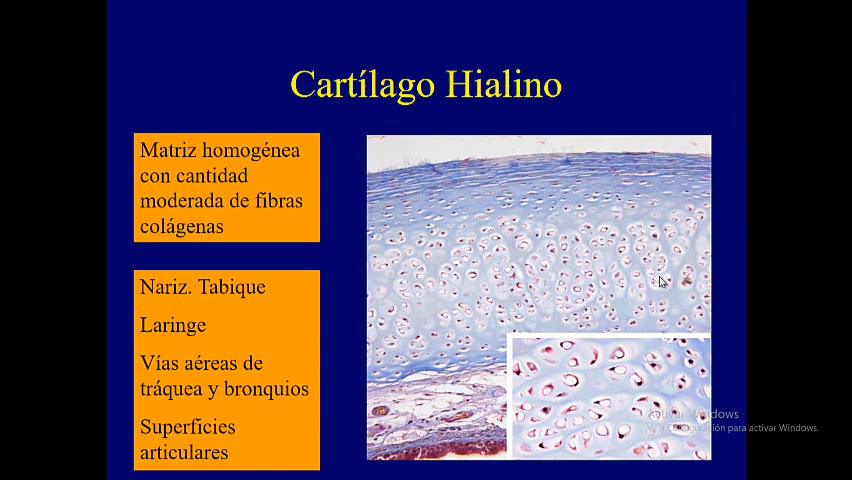 Cartílago Hialino
Matriz homogénea
con cantidad
moderada de fibras
colágenas
Nariz. Tabique
Laringe
Vías aéreas de
tráquea y bronquios
Superficies
articulares
Activar Windows
Ve a Configuración para activar Windows.